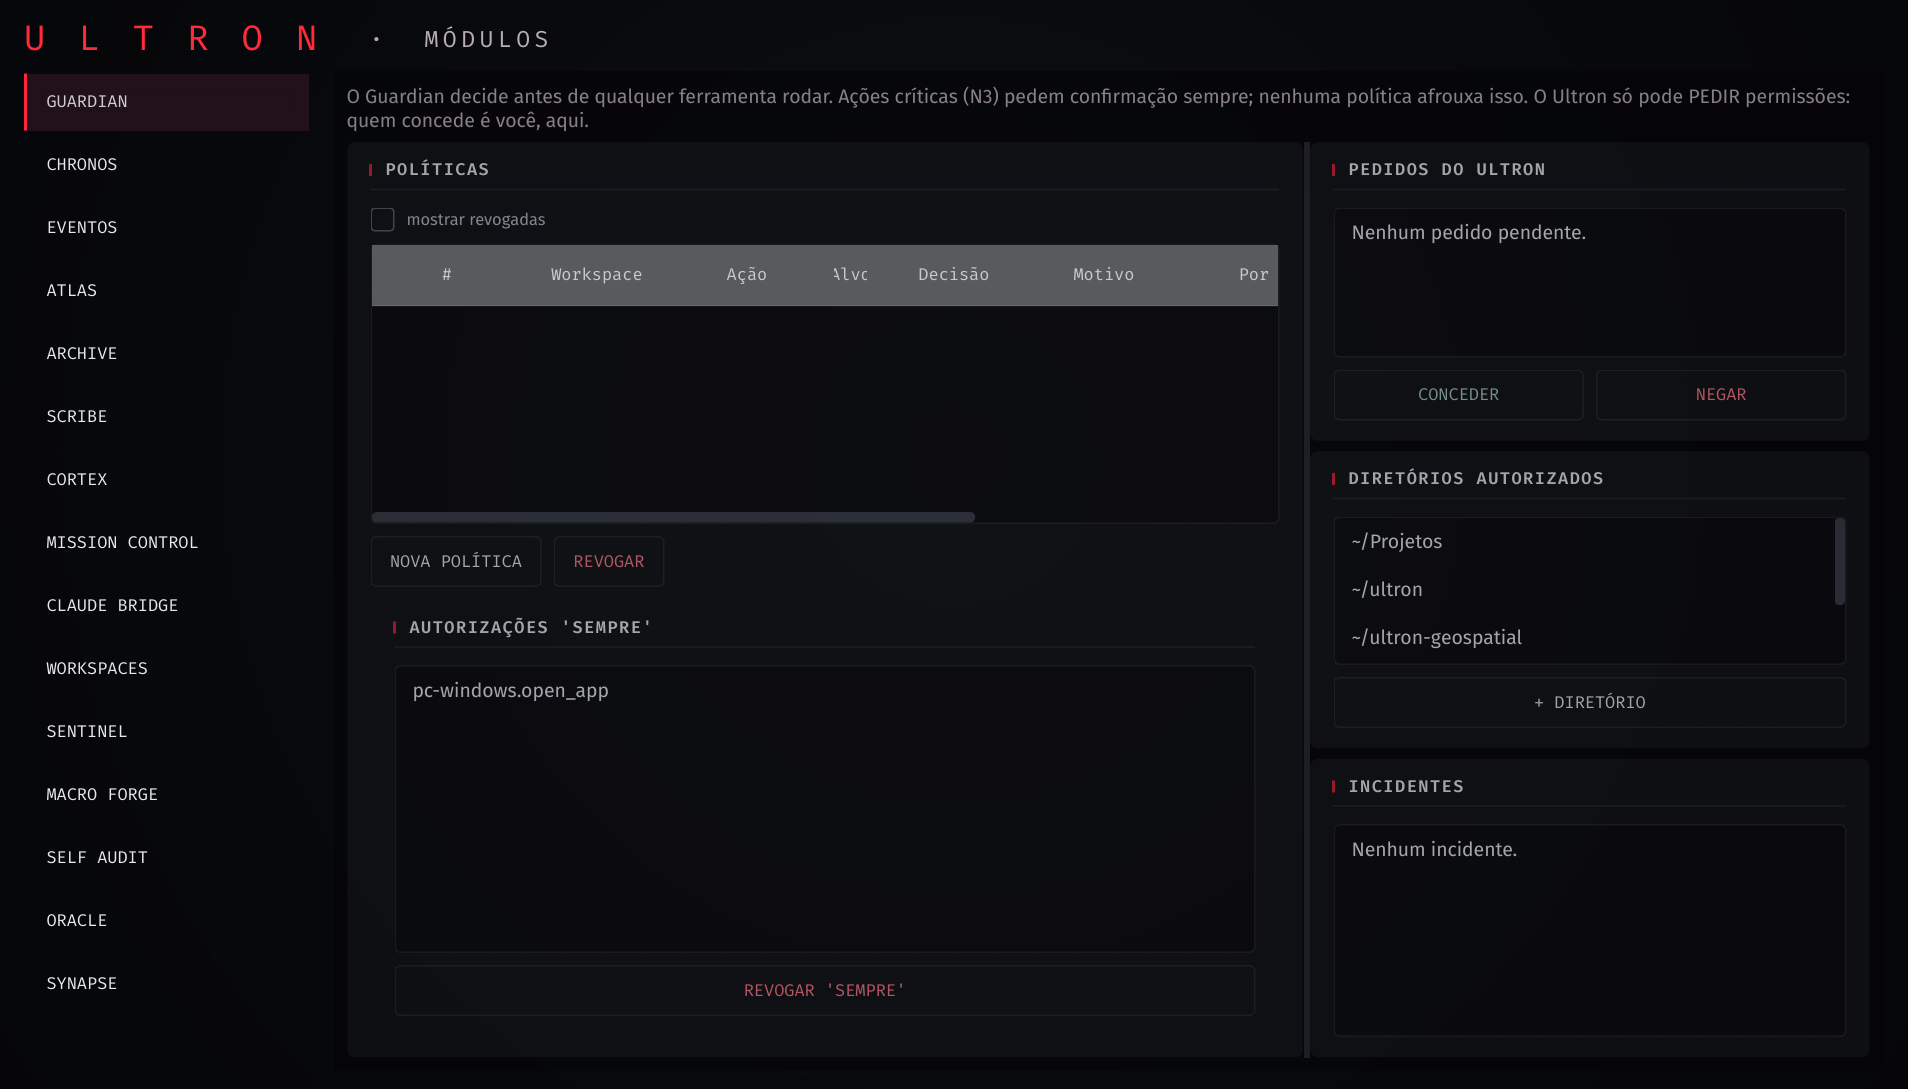 ULTRON · MÓDULOS
GUARDIAN
CHRONOS
EVENTOS
ATLAS
ARCHIVE
SCRIBE
CORTEX
MISSION CONTROL
CLAUDE BRIDGE
WORKSPACES
SENTINEL
MACRO FORGE
SELF AUDIT
ORACLE
SYNAPSE
O Guardian decide antes de qualquer ferramenta rodar. Ações críticas (N3) pedem confirmação sempre; nenhuma política afrouxa isso. O Ultron só pode PEDIR permissões:
quem concede é você, aqui.
POLÍTICAS
mostrar revogadas
# Workspace Ação Alvo Decisão Motivo Por
NOVA POLÍTICA REVOGAR
AUTORIZAÇÕES 'SEMPRE'
pc-windows.open_app
REVOGAR 'SEMPRE'
PEDIDOS DO ULTRON
Nenhum pedido pendente.
CONCEDER NEGAR
DIRETÓRIOS AUTORIZADOS
~/Projetos
~/ultron
~/ultron-geospatial
+ DIRETÓRIO
INCIDENTES
Nenhum incidente.